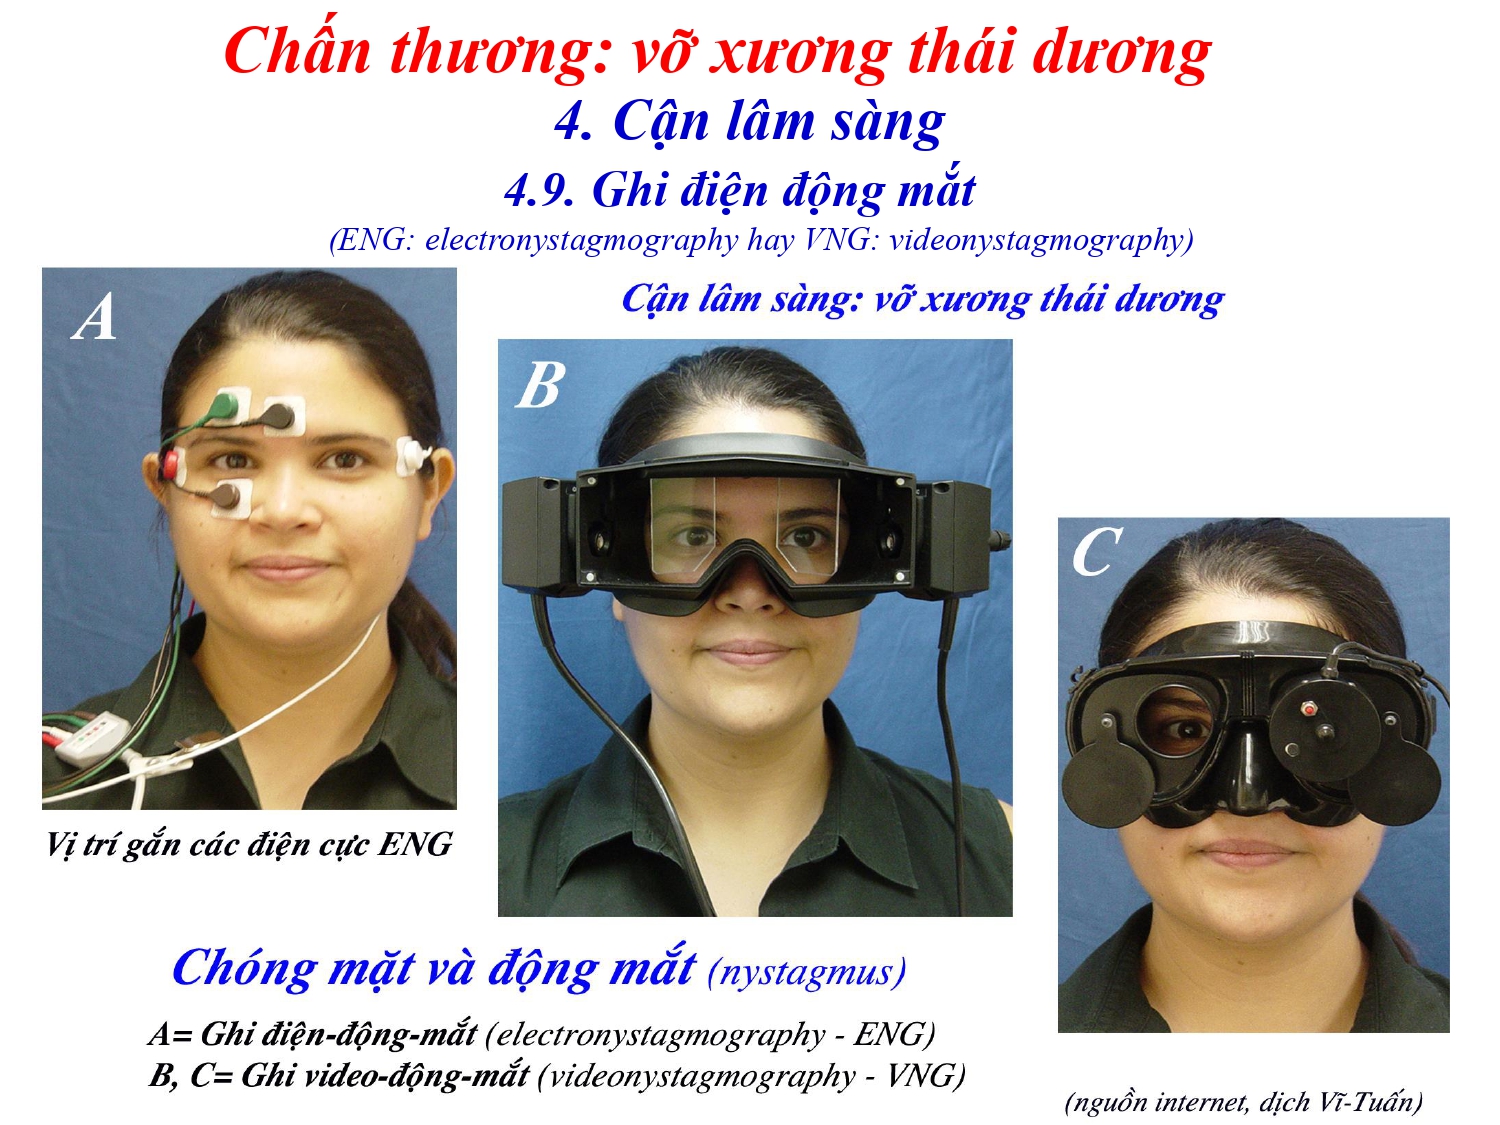 Chấn thương: vỡ xương thái dương
4. Cận lâm sàng
4.9. Ghi điện động mắt
(ENG: electronystagmography hay VNG: videonystagmography)
Cận lâm sàng: vỡ xương thái dương
A
B
C
Vị trí gắn các điện cực ENG
Chóng mặt và động mắt (nystagmus)
A= Ghi điện-động-mắt (electronystagmography - ENG)
B, C= Ghi video-động-mắt (videonystagmography - VNG)
(nguồn internet, dịch Vĩ-Tuấn)